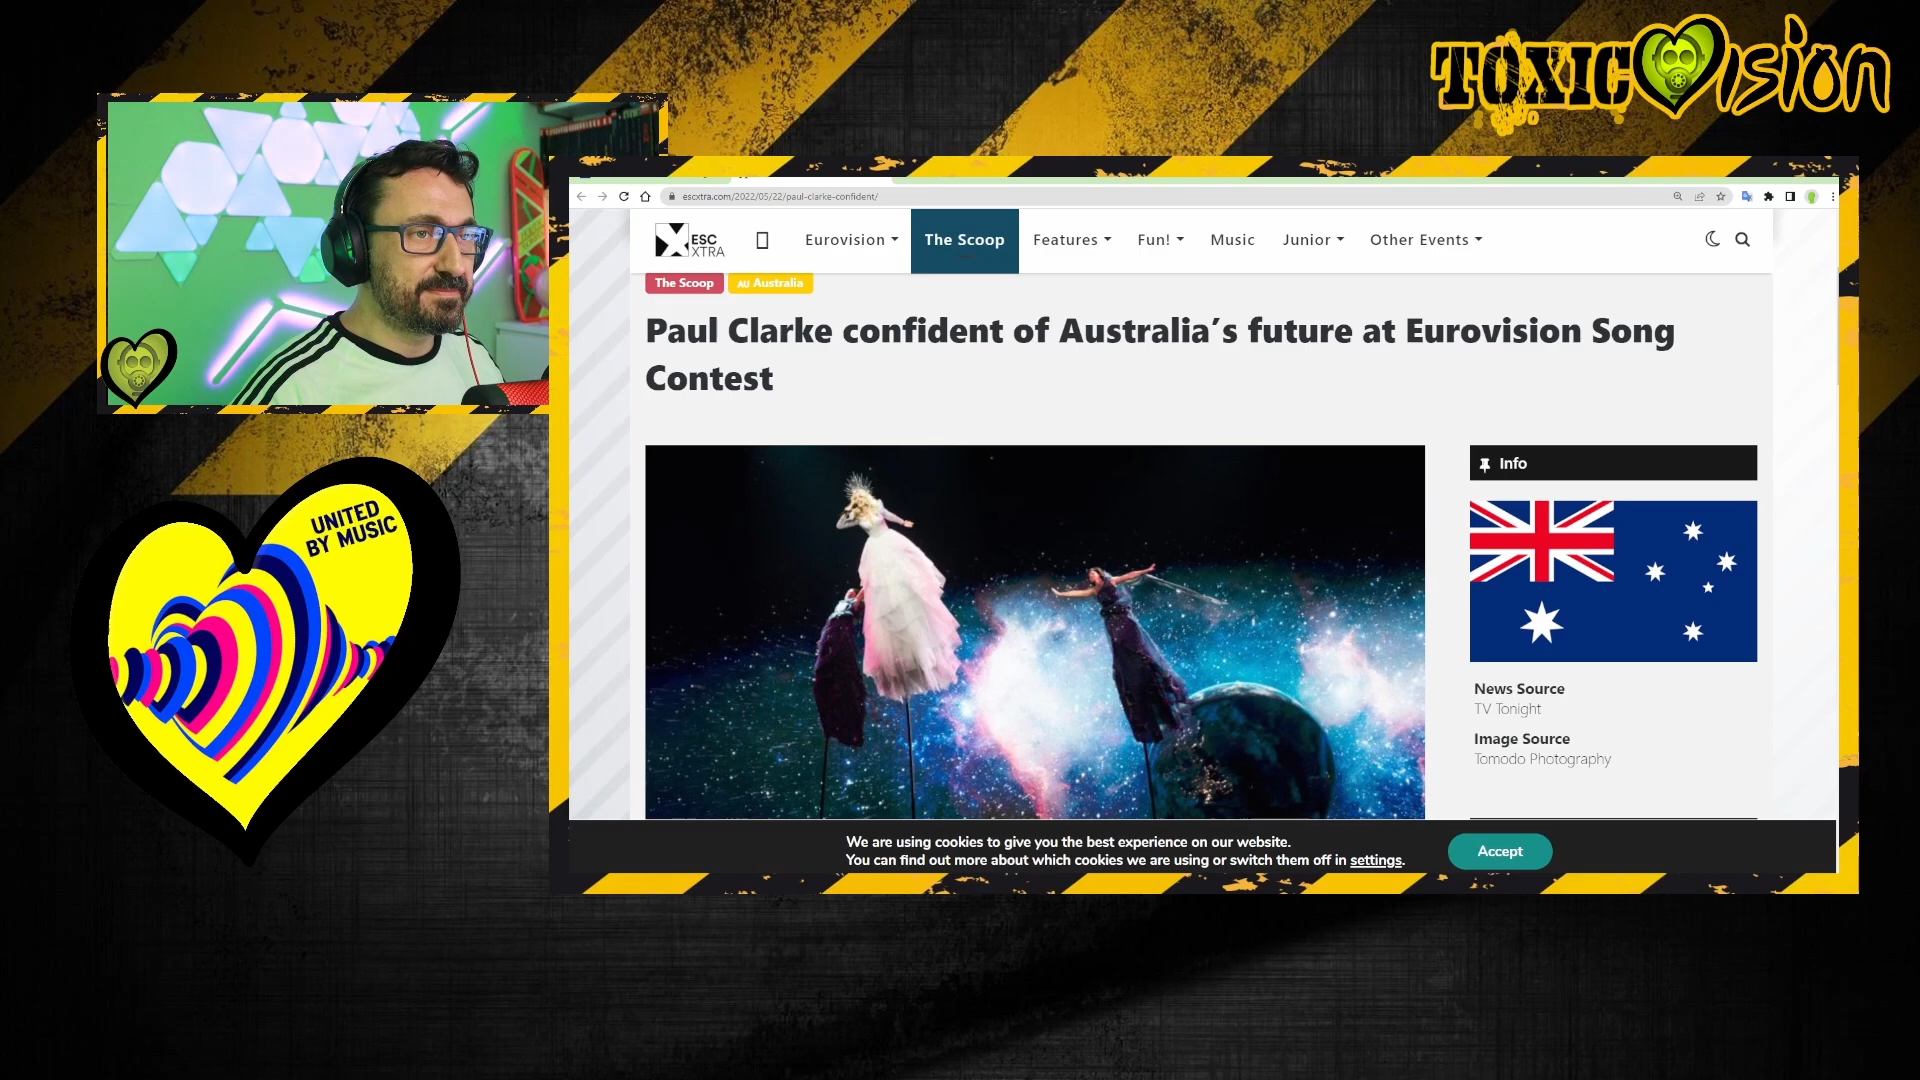 TOXICVISION
UNITED
BY MUSIC
escxtra.com/2022/05/22/paul-clarke-confident/
ESC
XTRA
Eurovision
The Scoop
Features
Fun!
Music
Junior
Other Events
The Scoop
AU Australia
Paul Clarke confident of Australia’s future at Eurovision Song
Contest
Info
News Source
TV Tonight
Image Source
Tomodo Photography
We are using cookies to give you the best experience on our website.
You can find out more about which cookies we are using or switch them off in settings.
Accept